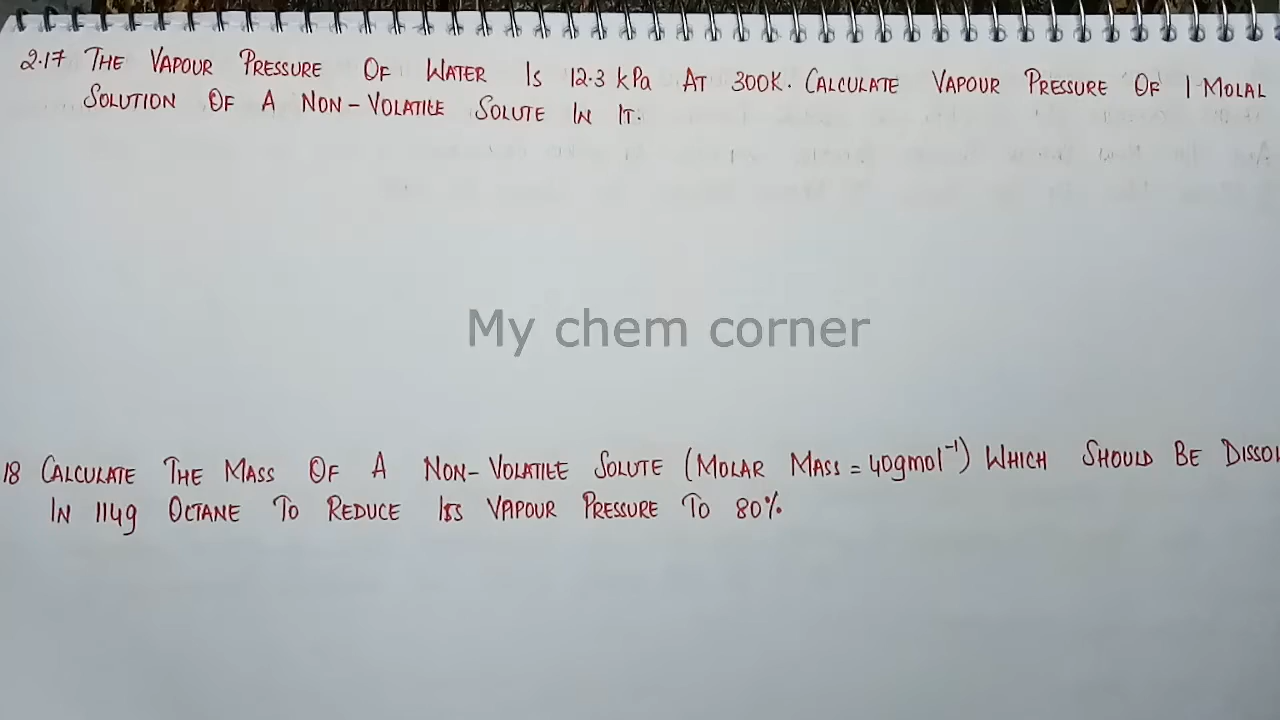 2.17 THE VAPOUR PRESSURE OF WATER IS 12.3 kPa AT 300K. CALCULATE VAPOUR PRESSURE OF 1 MOLAL
SOLUTION OF A NON-VOLATILE SOLUTE IN IT.
My chem corner
18 CALCULATE THE MASS OF A NON-VOLATILE SOLUTE (MOLAR MASS = 40gmol⁻¹) WHICH SHOULD BE DISSOL
IN 114g OCTANE TO REDUCE ITS VAPOUR PRESSURE TO 80%